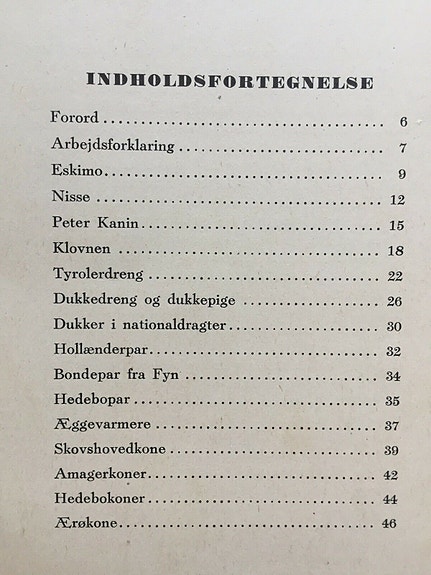 INDHOLDSFORTEGNELSE
Forord ........................................ 6
Arbejdsforklaring ............................. 7
Eskimo ........................................ 9
Nisse ......................................... 12
Peter Kanin ................................... 15
Klovnen ....................................... 18
Tyrolerdreng .................................. 22
Dukkedreng og dukkepige ....................... 26
Dukker i nationaldragter ...................... 30
Hollænderpar .................................. 32
Bondepar fra Fyn .............................. 34
Hedebopar ..................................... 35
Æggevarmere ................................... 37
Skovshovedkone ................................ 39
Amagerkoner ................................... 42
Hedebokoner ................................... 44
Ærøkone ....................................... 46